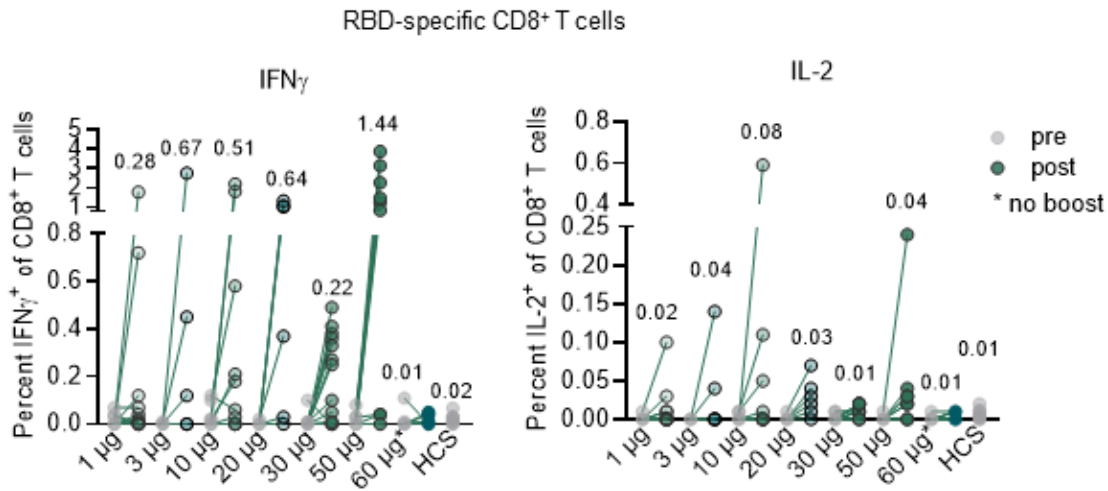 RBD-specific CD8⁺ T cells
IFNγ
Percent IFNγ⁺ of CD8⁺ T cells
5
4
3
2
1
0.8
0.6
0.4
0.2
0.0
0.28
0.67
0.51
0.64
0.22
1.44
0.01
0.02
1 µg
3 µg
10 µg
20 µg
30 µg
50 µg
60 µg*
HCS
IL-2
Percent IL-2⁺ of CD8⁺ T cells
0.8
0.6
0.4
0.25
0.20
0.15
0.10
0.05
0.00
0.02
0.04
0.08
0.03
0.01
0.04
0.01
0.01
1 µg
3 µg
10 µg
20 µg
30 µg
50 µg
60 µg*
HCS
pre
post
* no boost